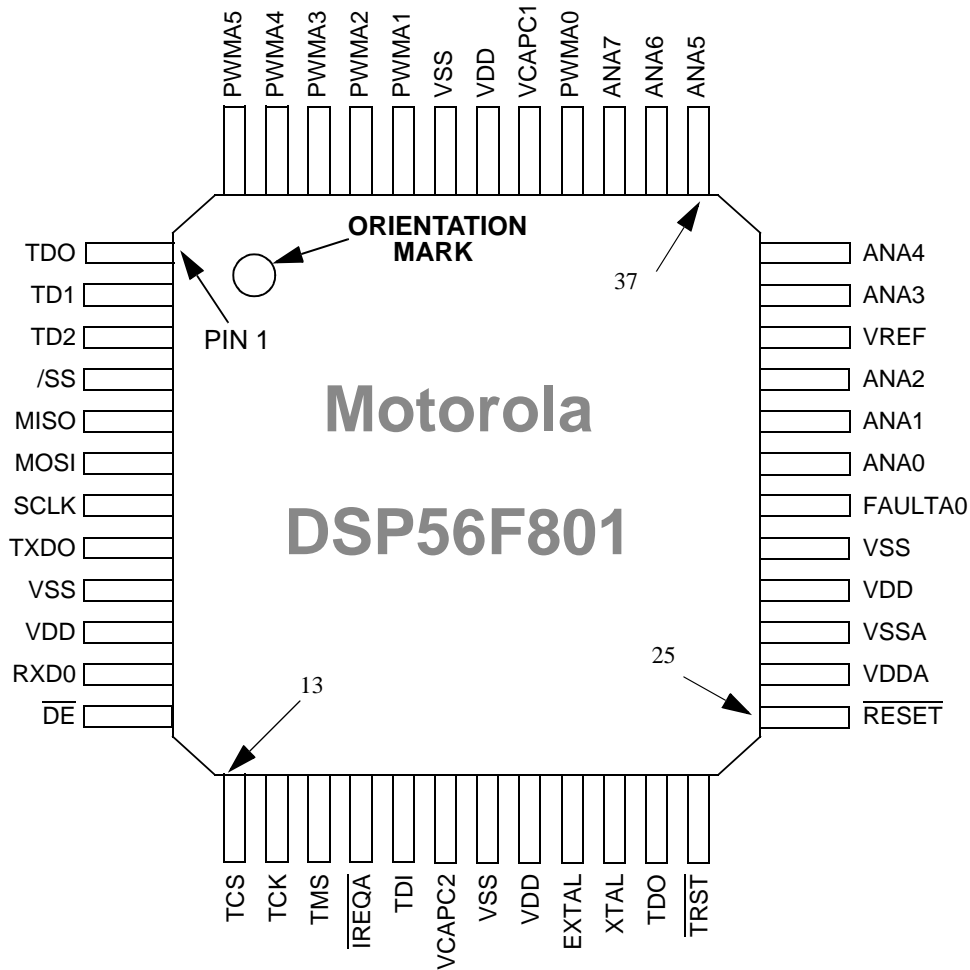 PWMA5
PWMA4
PWMA3
PWMA2
PWMA1
VSS
VDD
VCAPC1
PWMA0
ANA7
ANA6
ANA5
ORIENTATION
MARK
37
PIN 1
TDO
TD1
TD2
/SS
MISO
MOSI
SCLK
TXDO
VSS
VDD
RXD0
DE
Motorola
DSP56F801
ANA4
ANA3
VREF
ANA2
ANA1
ANA0
FAULTA0
VSS
VDD
VSSA
VDDA
RESET
13
25
TCS
TCK
TMS
IREQA
TDI
VCAPC2
VSS
VDD
EXTAL
XTAL
TDO
TRST